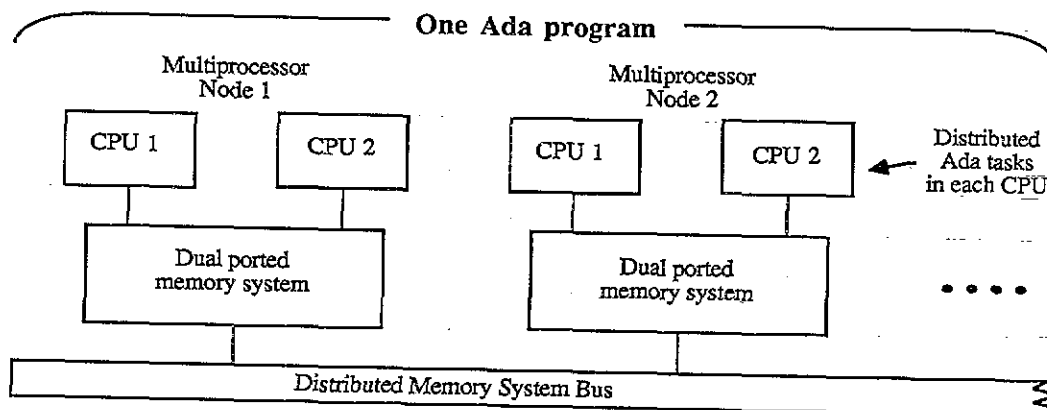 One Ada program
Multiprocessor
Node 1
CPU 1
CPU 2
Dual ported
memory system
Multiprocessor
Node 2
CPU 1
CPU 2
Dual ported
memory system
Distributed
Ada tasks
in each CPU
Distributed Memory System Bus